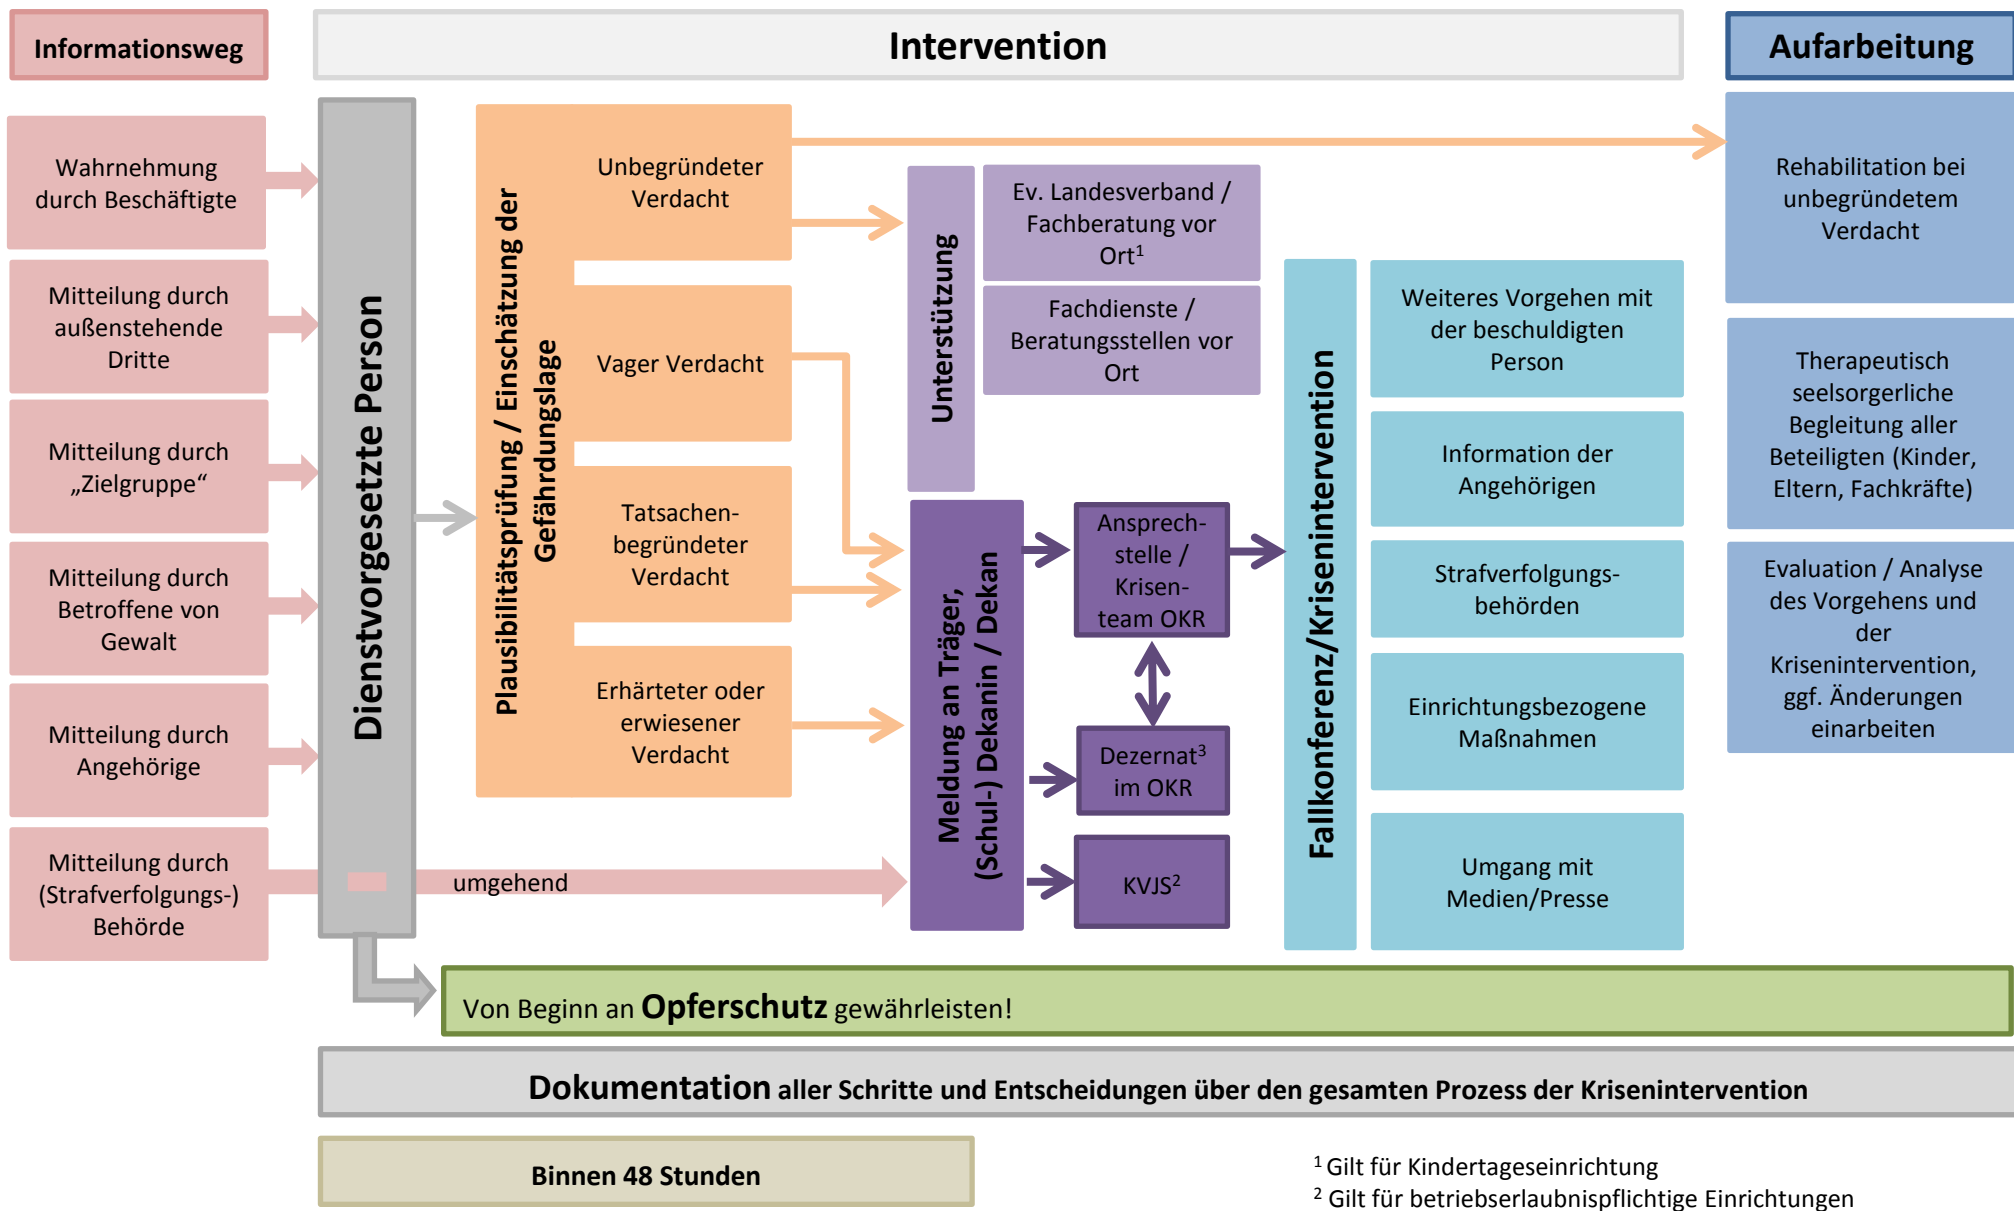 Informationsweg
Intervention
Aufarbeitung
Wahrnehmung
durch Beschäftigte
Mitteilung durch
außenstehende
Dritte
Mitteilung durch
„Zielgruppe“
Mitteilung durch
Betroffene von
Gewalt
Mitteilung durch
Angehörige
Mitteilung durch
(Strafverfolgungs-)
Behörde
Dienstvorgesetzte Person
umgehend
Plausibilitätsprüfung / Einschätzung der
Gefährdungslage
Unbegründeter
Verdacht
Vager Verdacht
Tatsachen-
begründeter
Verdacht
Erhärteter oder
erwiesener
Verdacht
Unterstützung
Ev. Landesverband /
Fachberatung vor
Ort¹
Fachdienste /
Beratungsstellen vor
Ort
Meldung an Träger,
(Schul-) Dekanin / Dekan
Ansprech-
stelle /
Krisen-
team OKR
Dezernat³
im OKR
KVJS²
Fallkonferenz/Krisenintervention
Weiteres Vorgehen mit
der beschuldigten
Person
Information der
Angehörigen
Strafverfolgungs-
behörden
Einrichtungsbezogene
Maßnahmen
Umgang mit
Medien/Presse
Rehabilitation bei
unbegründetem
Verdacht
Therapeutisch
seelsorgerliche
Begleitung aller
Beteiligten (Kinder,
Eltern, Fachkräfte)
Evaluation / Analyse
des Vorgehens und
der
Krisenintervention,
ggf. Änderungen
einarbeiten
Von Beginn an Opferschutz gewährleisten!
Dokumentation aller Schritte und Entscheidungen über den gesamten Prozess der Krisenintervention
Binnen 48 Stunden
¹ Gilt für Kindertageseinrichtung
² Gilt für betriebserlaubnispflichtige Einrichtungen